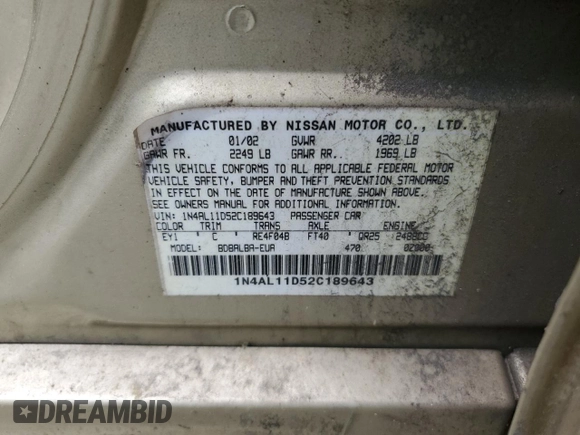 MANUFACTURED BY NISSAN MOTOR CO., LTD.
DATE 01/02 GVWR 4202 LB
GAWR FR. 2249 LB GAWR RR.. 1969 LB
THIS VEHICLE CONFORMS TO ALL APPLICABLE FEDERAL MOTOR
VEHICLE SAFETY, BUMPER AND THEFT PREVENTION STANDARDS
IN EFFECT ON THE DATE OF MANUFACTURE SHOWN ABOVE.
SEE OWNERS MANUAL FOR ADDITIONAL INFORMATION.
VIN: 1N4AL11D52C189643 PASSENGER CAR
COLOR TRIM TRANS AXLE ENGINE
EY1 C RE4F04B FT40 QR25 2488CC
MODEL: BDBALBA-EUA 470
1N4AL11D52C189643
DREAMBID